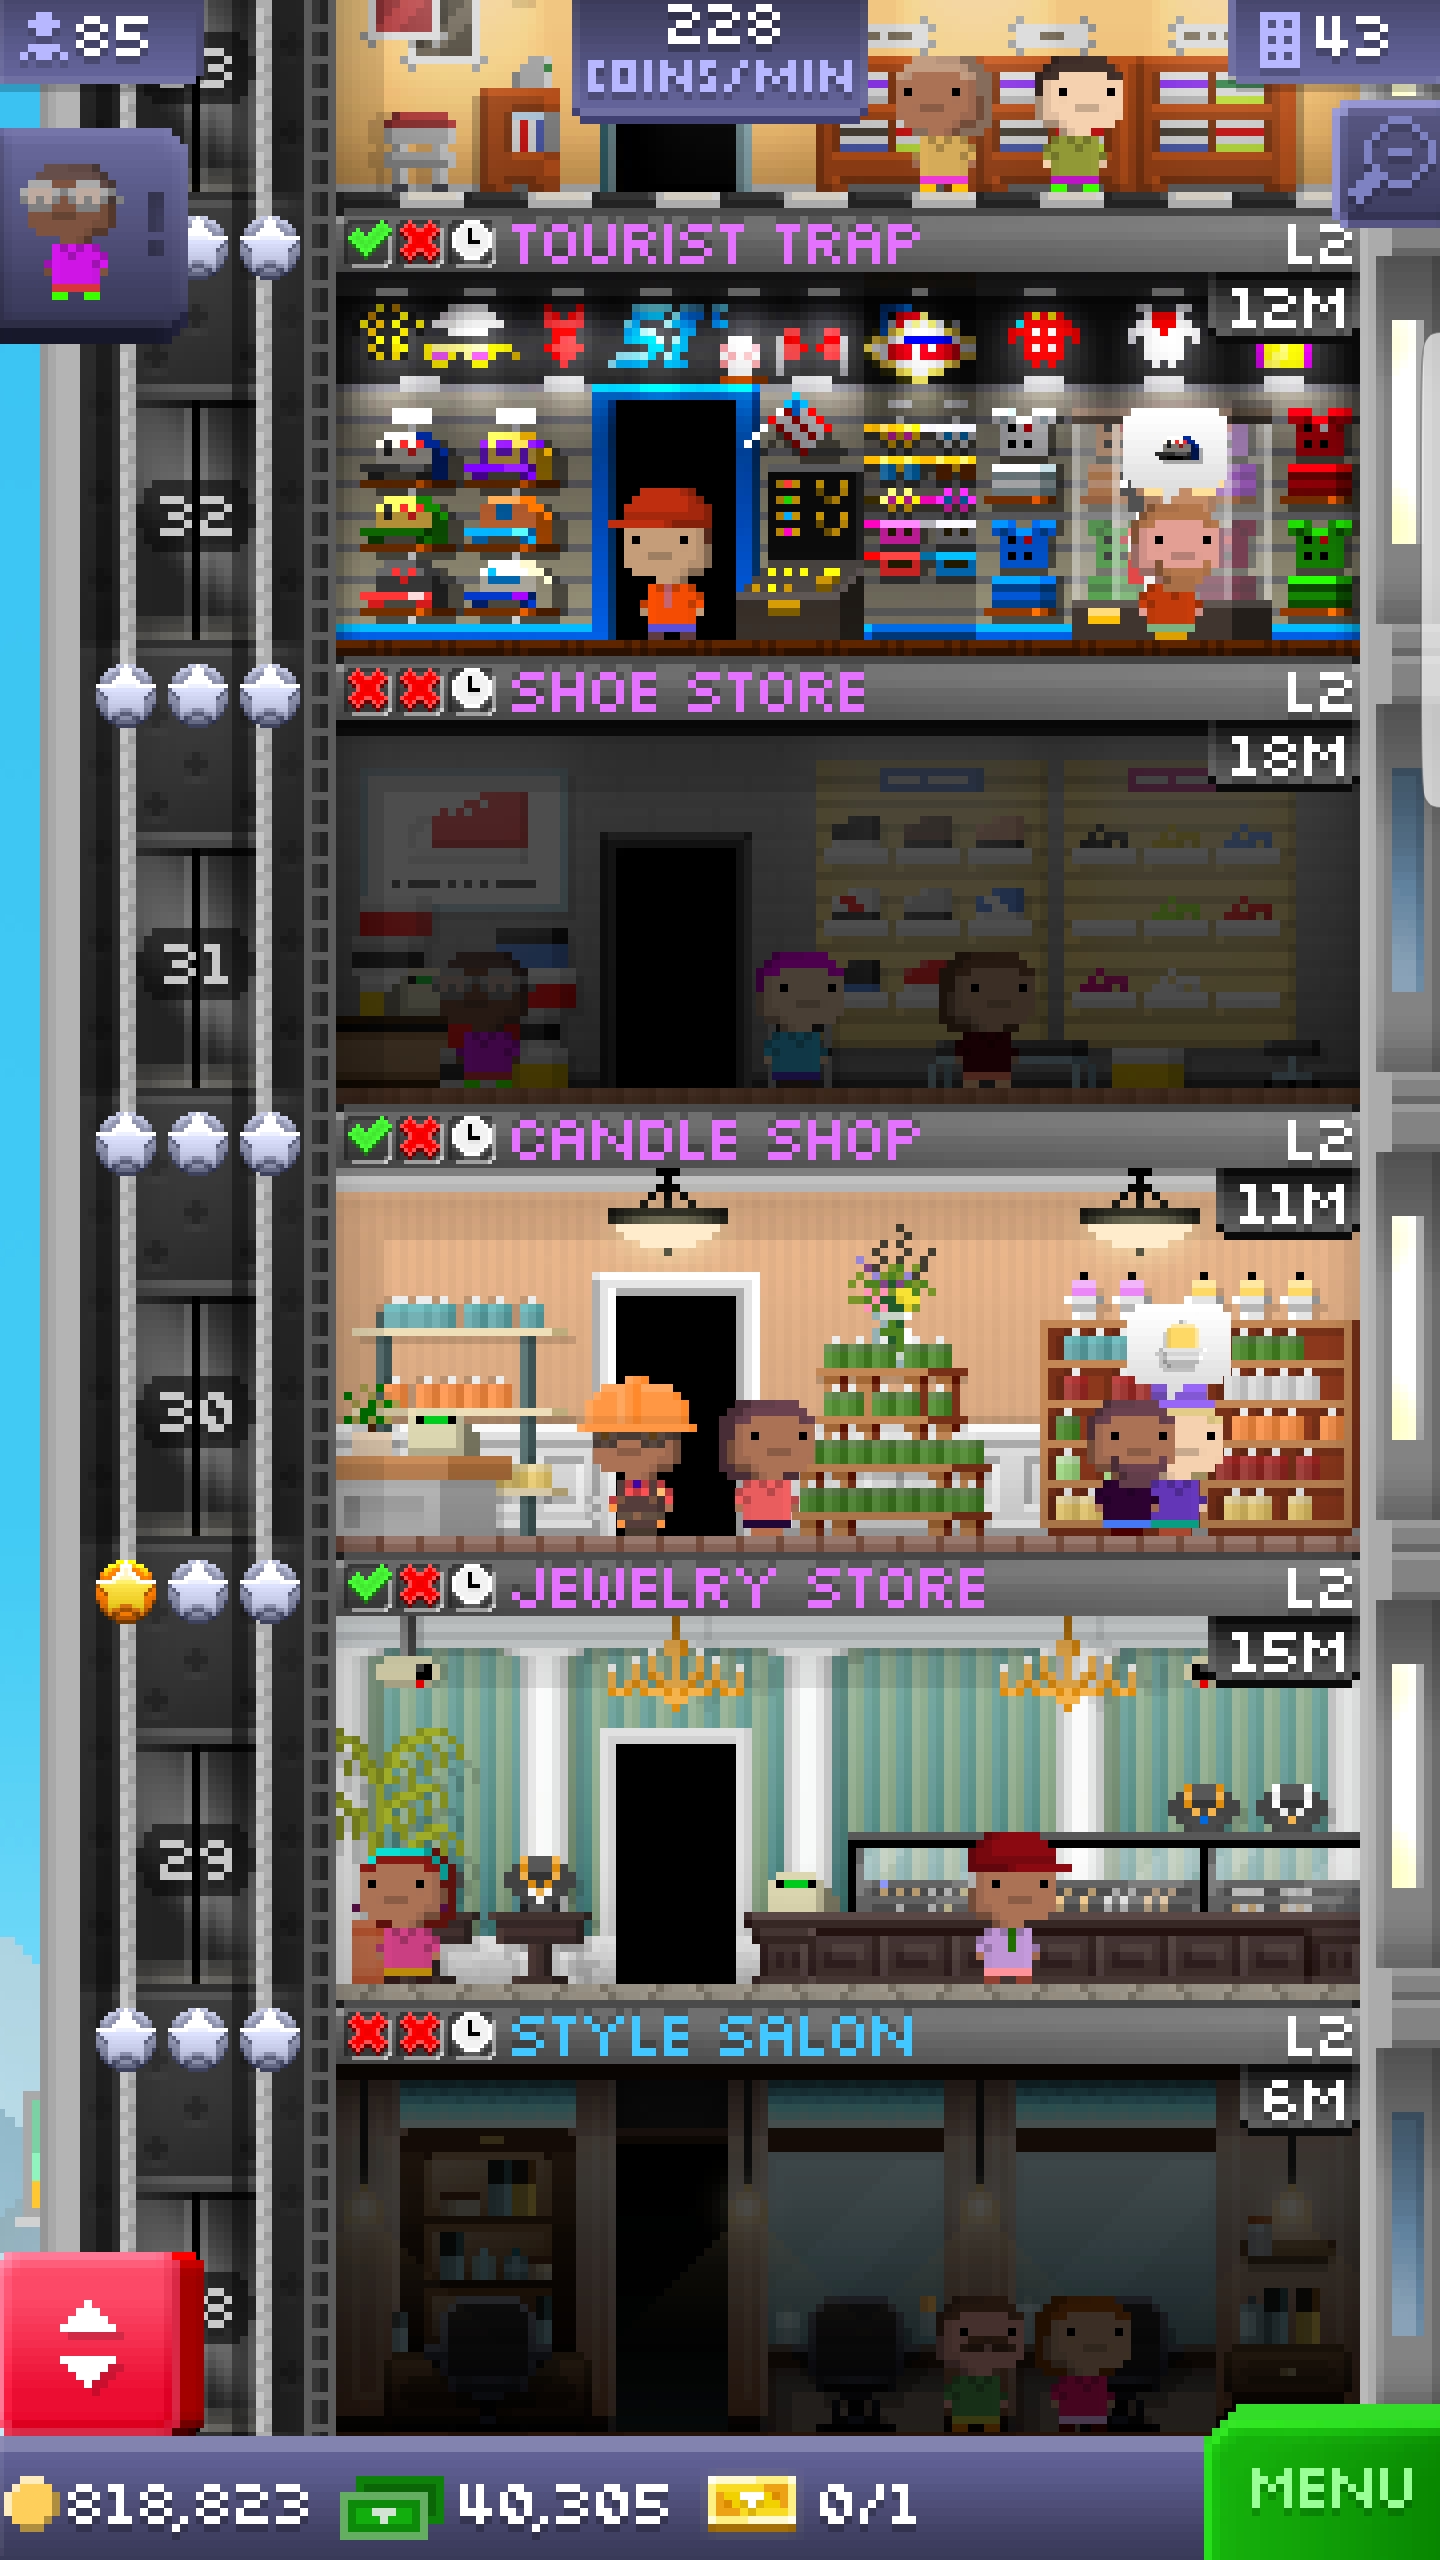 85
228
COINS/MIN
43
TOURIST TRAP
L2
12M
32
SHOE STORE
L2
18M
31
CANDLE SHOP
L2
11M
30
JEWELRY STORE
L2
15M
29
STYLE SALON
L2
6M
818,823
40,305
0/1
MENU